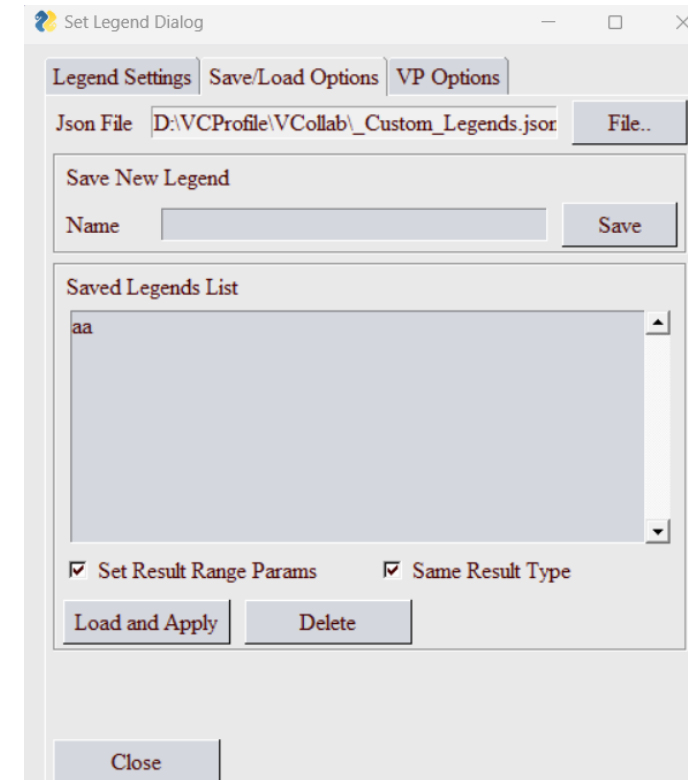 Set Legend Dialog
Legend Settings Save/Load Options VP Options
Json File D:\VCProfile\VCollab\_Custom_Legends.json File..
Save New Legend
Name Save
Saved Legends List
aa
Set Result Range Params Same Result Type
Load and Apply Delete
Close